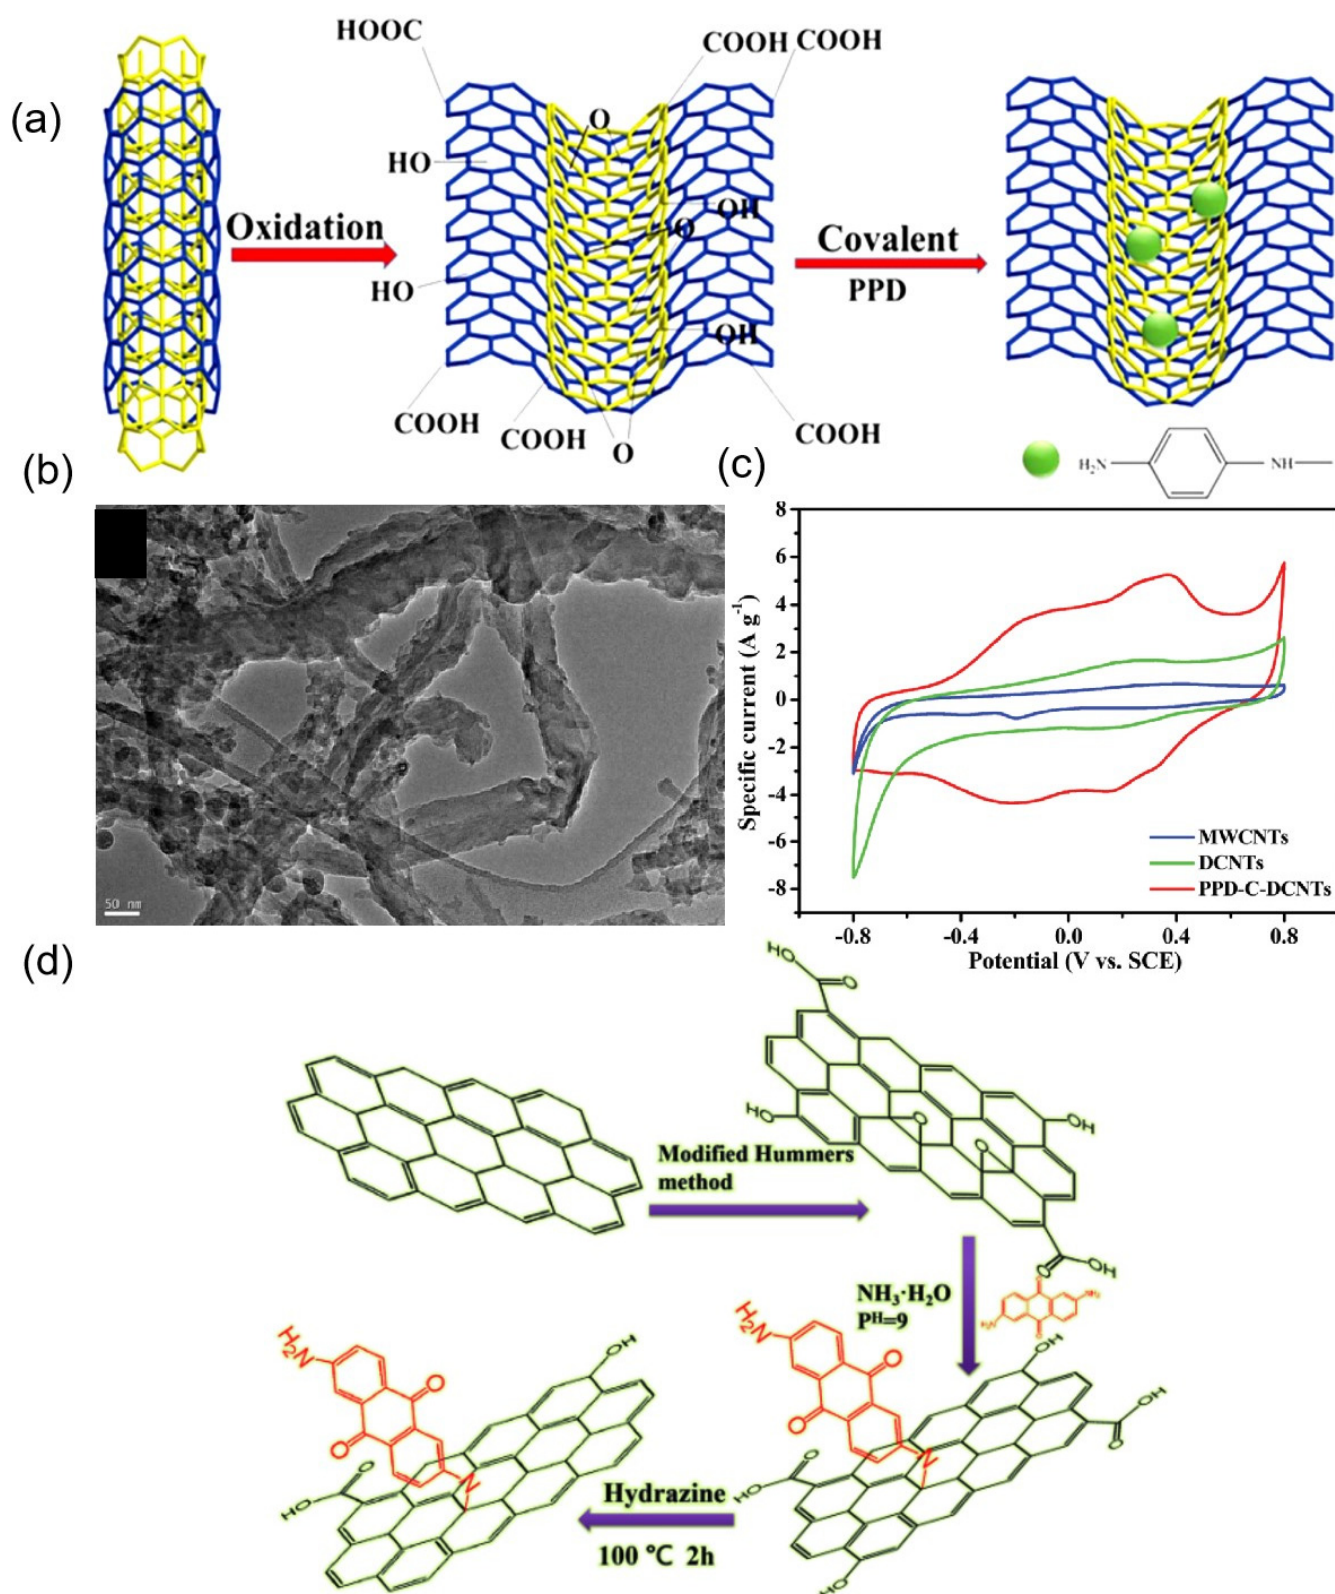 (a)
HOOC
COOH
COOH
O
HO
OH
O
HO
OH
COOH
COOH
O
COOH
Oxidation
Covalent
PPD
H₂N
NH
(b)
50 nm
(c)
8
6
4
2
0
-2
-4
-6
-8
Specific current (A g⁻¹)
MWCNTs
DCNTs
PPD-C-DCNTs
-0.8
-0.4
0.0
0.4
0.8
Potential (V vs. SCE)
(d)
HO
O
HO
OH
O
O
O
OH
Modified Hummers
method
NH₃·H₂O
Pᴴ=9
O
NH₂
H₂N
O
H₂N
O
O
N
OH
OH
O
O
HO
HO
H₂N
O
O
N
OH
O
HO
Hydrazine
100 °C 2h